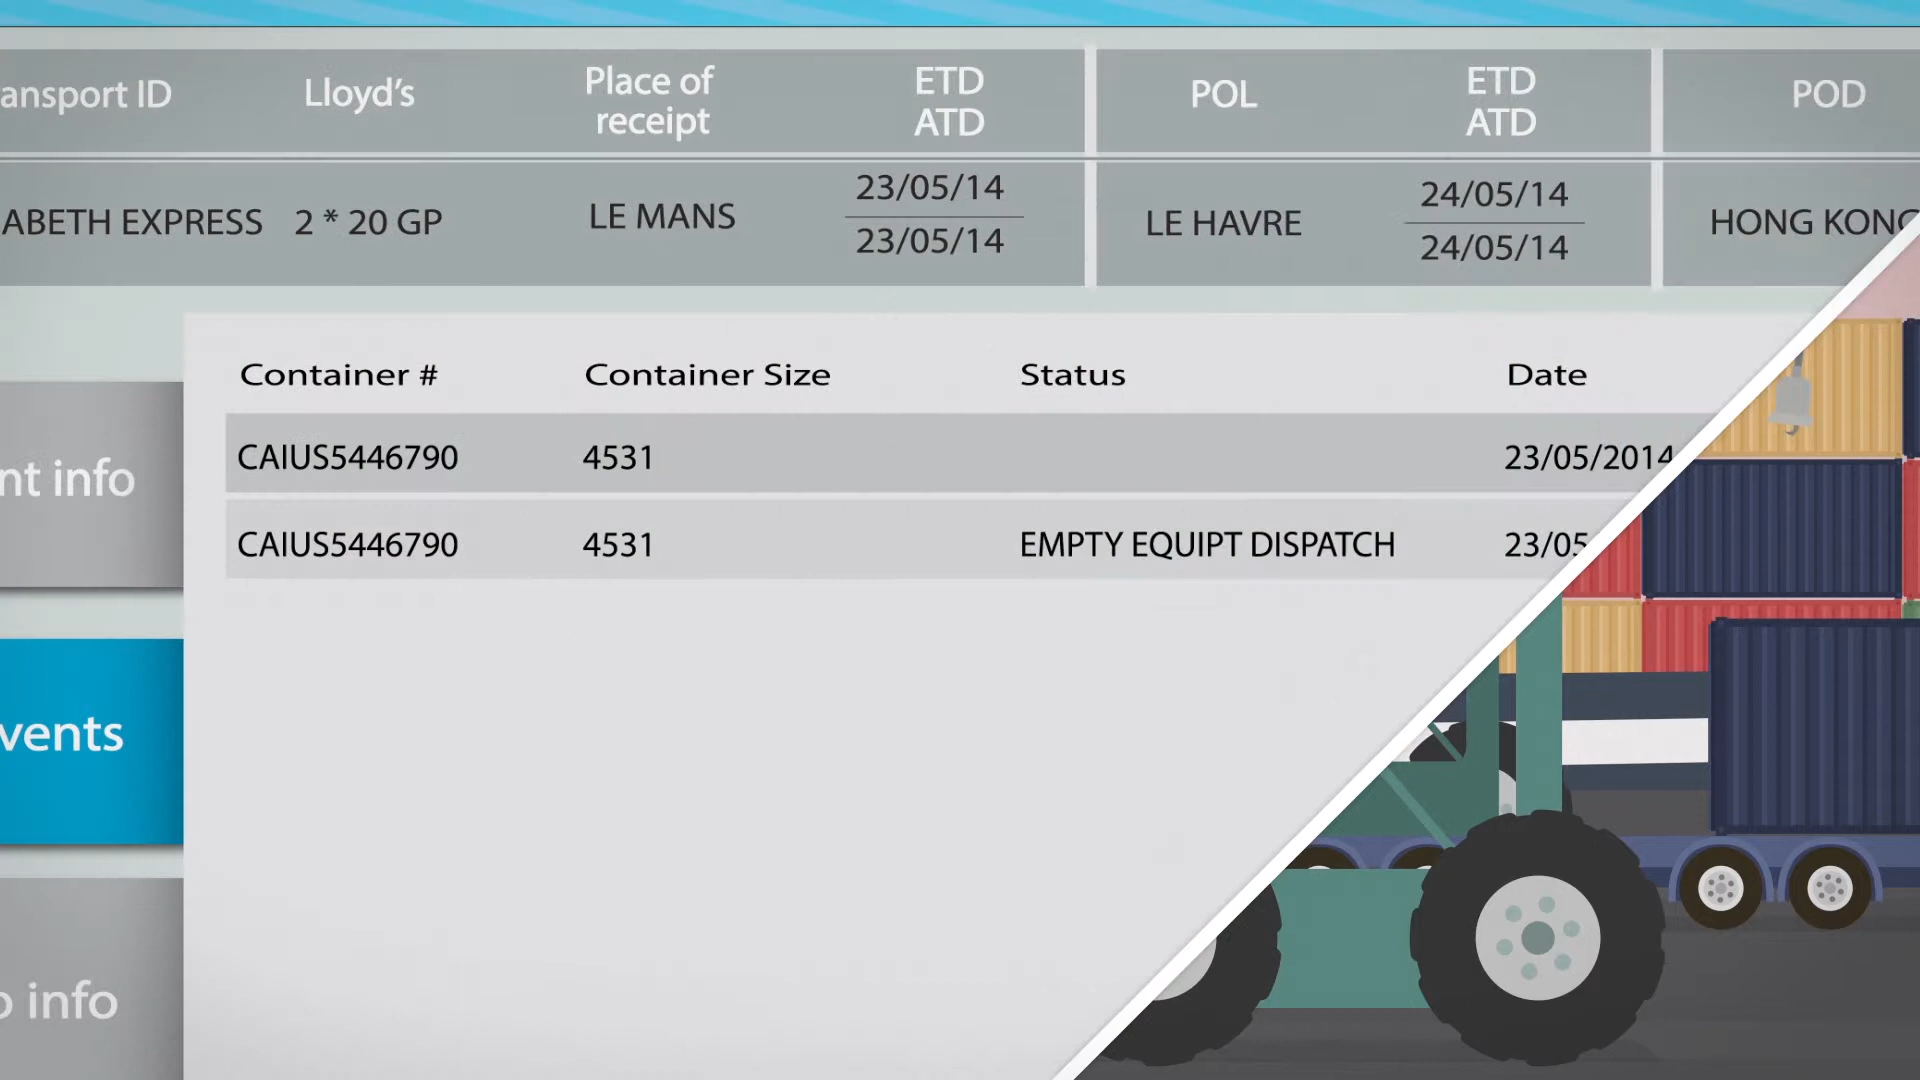 ansport ID Lloyd's Place of receipt ETD ATD POL ETD ATD POD
ABETH EXPRESS 2 * 20 GP LE MANS 23/05/14 23/05/14 LE HAVRE 24/05/14 24/05/14 HONG KONG
Container # Container Size Status Date
CAIUS5446790 4531 23/05/2014
CAIUS5446790 4531 EMPTY EQUIPT DISPATCH 23/05
nt info
vents
o info